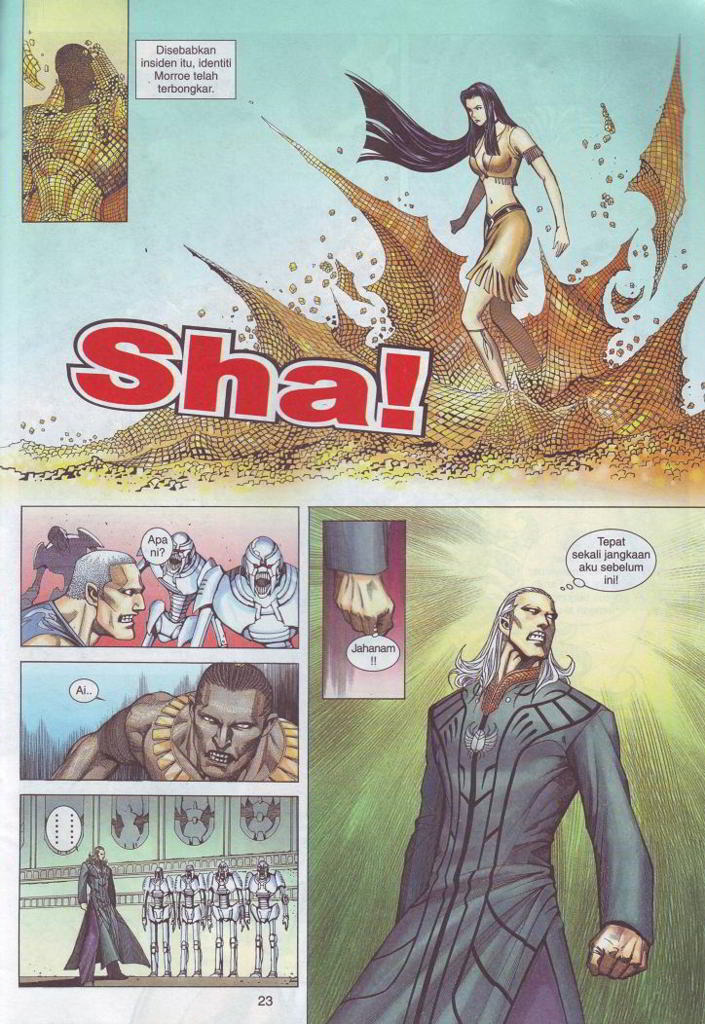 Disebabkan
insiden itu, identiti
Morroe telah
terbongkar.
Sha!
Apa
ni?
Ai..
......
Jahanam
!!
Tepat
sekali jangkaan
aku sebelum
ini!
23